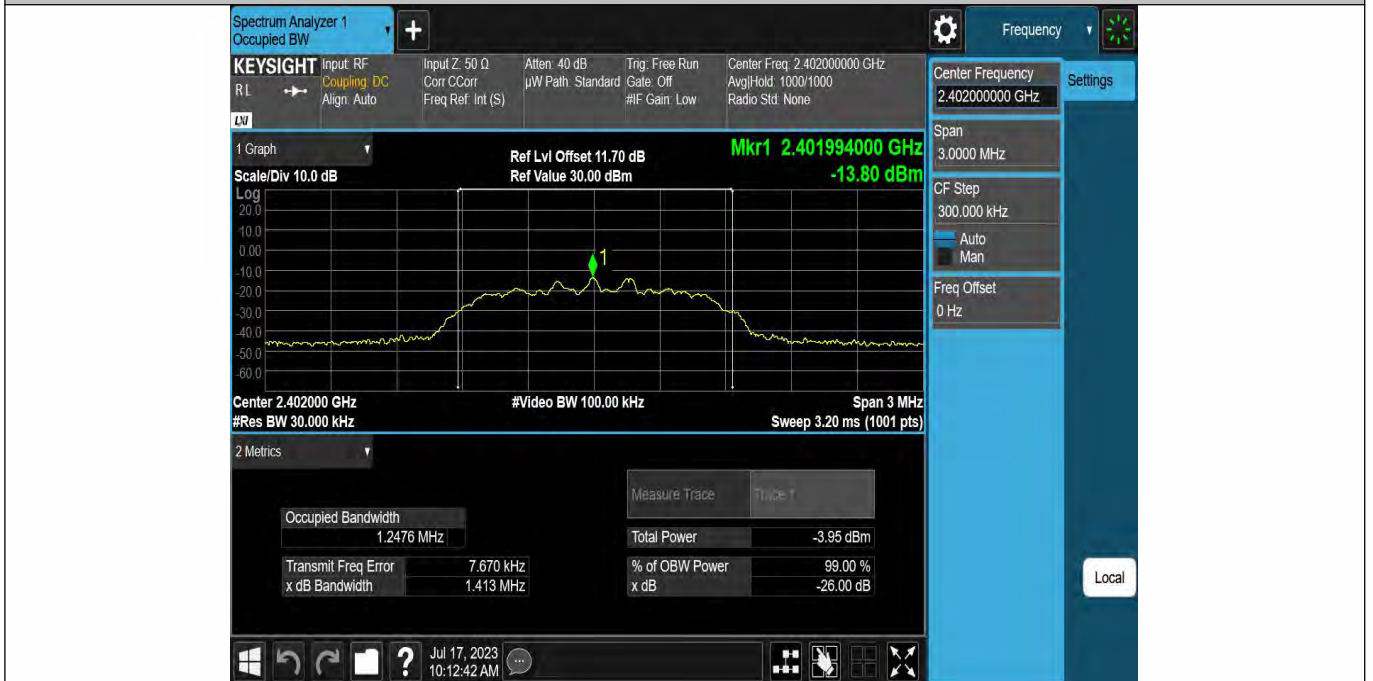 Spectrum Analyzer 1
Occupied BW
+
Frequency
KEYSIGHT
R L
LXI
Input: RF
Coupling: DC
Align: Auto
Input Z: 50 Ω
Corr CCorr
Freq Ref: Int (S)
Atten: 40 dB
µW Path: Standard
Trig: Free Run
Gate: Off
#IF Gain: Low
Center Freq: 2.402000000 GHz
Avg|Hold: 1000/1000
Radio Std: None
Center Frequency
2.402000000 GHz
Settings
Span
3.0000 MHz
CF Step
300.000 kHz
Auto
Man
Freq Offset
0 Hz
Local
1 Graph
Scale/Div 10.0 dB
Ref Lvl Offset 11.70 dB
Ref Value 30.00 dBm
Mkr1 2.401994000 GHz
-13.80 dBm
Log
20.0
10.0
0.00
-10.0
-20.0
-30.0
-40.0
-50.0
-60.0
1
Center 2.402000 GHz
#Res BW 30.000 kHz
#Video BW 100.00 kHz
Span 3 MHz
Sweep 3.20 ms (1001 pts)
2 Metrics
Measure Trace Trace 1
Occupied Bandwidth
1.2476 MHz
Total Power -3.95 dBm
Transmit Freq Error 7.670 kHz
% of OBW Power 99.00 %
x dB Bandwidth 1.413 MHz
x dB -26.00 dB
?
Jul 17, 2023
10:12:42 AM